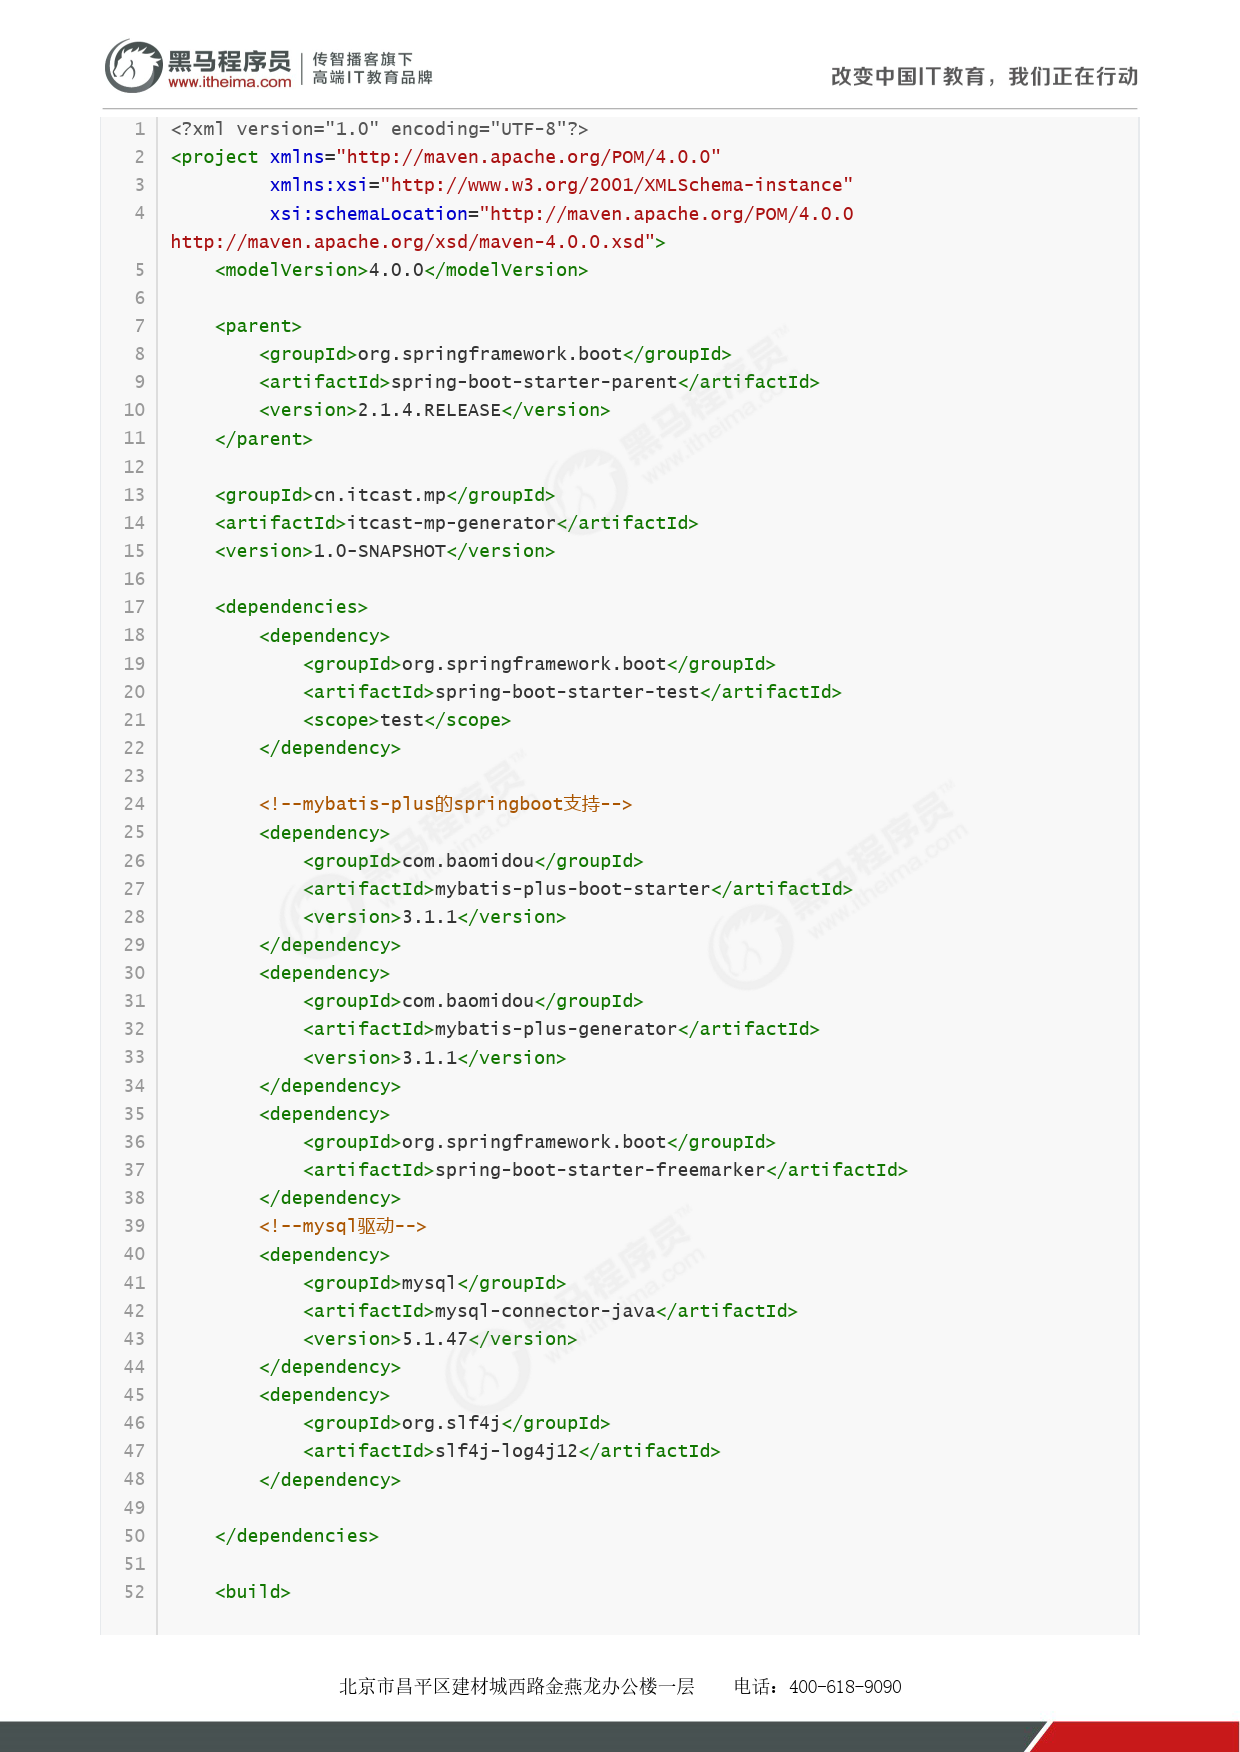 黑马程序员
www.itheima.com
传智播客旗下
高端IT教育品牌
改变中国IT教育，我们正在行动
1 <?xml version="1.0" encoding="UTF-8"?>
2 <project xmlns="http://maven.apache.org/POM/4.0.0"
3          xmlns:xsi="http://www.w3.org/2001/XMLSchema-instance"
4          xsi:schemaLocation="http://maven.apache.org/POM/4.0.0
http://maven.apache.org/xsd/maven-4.0.0.xsd">
5     <modelVersion>4.0.0</modelVersion>
6
7     <parent>
8         <groupId>org.springframework.boot</groupId>
9         <artifactId>spring-boot-starter-parent</artifactId>
10         <version>2.1.4.RELEASE</version>
11     </parent>
12
13     <groupId>cn.itcast.mp</groupId>
14     <artifactId>itcast-mp-generator</artifactId>
15     <version>1.0-SNAPSHOT</version>
16
17     <dependencies>
18         <dependency>
19             <groupId>org.springframework.boot</groupId>
20             <artifactId>spring-boot-starter-test</artifactId>
21             <scope>test</scope>
22         </dependency>
23
24         <!--mybatis-plus的springboot支持-->
25         <dependency>
26             <groupId>com.baomidou</groupId>
27             <artifactId>mybatis-plus-boot-starter</artifactId>
28             <version>3.1.1</version>
29         </dependency>
30         <dependency>
31             <groupId>com.baomidou</groupId>
32             <artifactId>mybatis-plus-generator</artifactId>
33             <version>3.1.1</version>
34         </dependency>
35         <dependency>
36             <groupId>org.springframework.boot</groupId>
37             <artifactId>spring-boot-starter-freemarker</artifactId>
38         </dependency>
39         <!--mysql驱动-->
40         <dependency>
41             <groupId>mysql</groupId>
42             <artifactId>mysql-connector-java</artifactId>
43             <version>5.1.47</version>
44         </dependency>
45         <dependency>
46             <groupId>org.slf4j</groupId>
47             <artifactId>slf4j-log4j12</artifactId>
48         </dependency>
49
50     </dependencies>
51
52     <build>
北京市昌平区建材城西路金燕龙办公楼一层 电话：400-618-9090